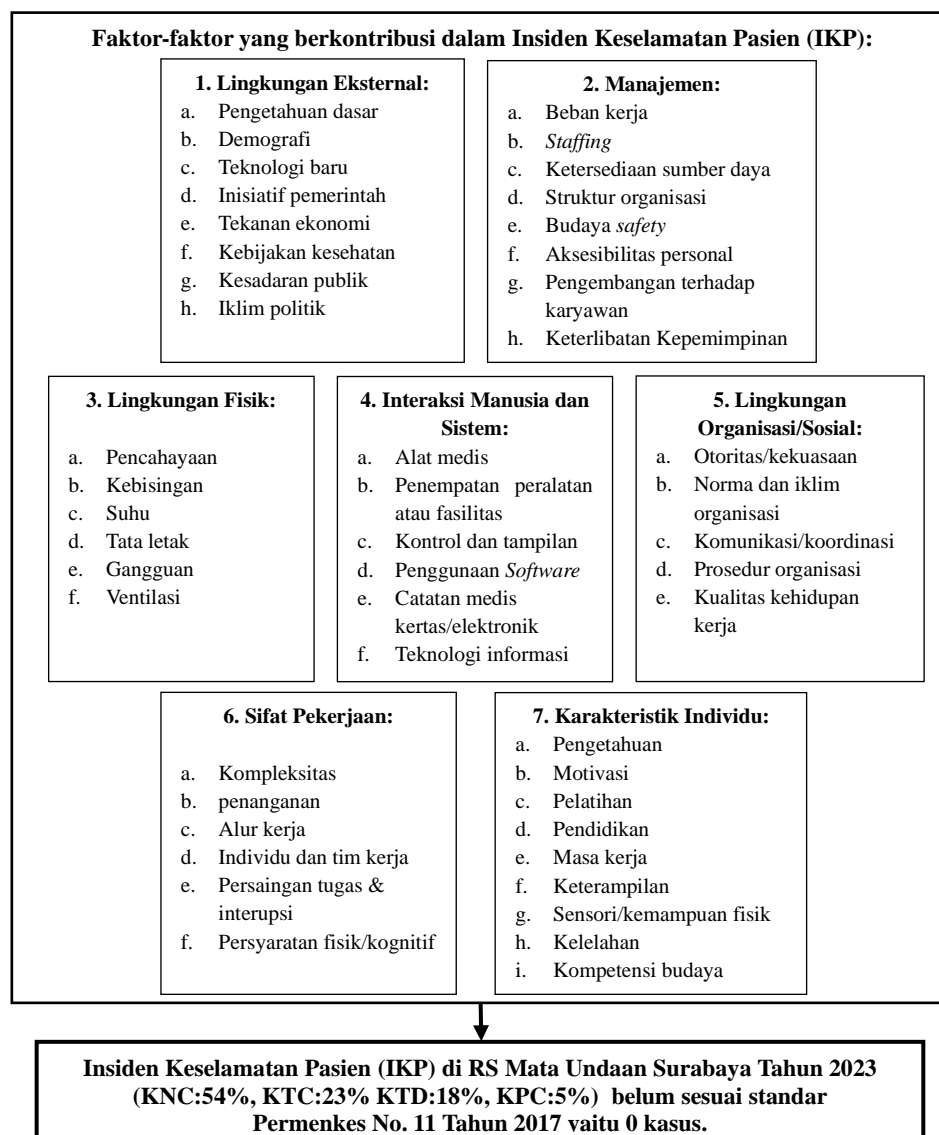 Faktor-faktor yang berkontribusi dalam Insiden Keselamatan Pasien (IKP):
1. Lingkungan Eksternal:
a. Pengetahuan dasar
b. Demografi
c. Teknologi baru
d. Inisiatif pemerintah
e. Tekanan ekonomi
f. Kebijakan kesehatan
g. Kesadaran publik
h. Iklim politik
2. Manajemen:
a. Beban kerja
b. Staffing
c. Ketersediaan sumber daya
d. Struktur organisasi
e. Budaya safety
f. Aksesibilitas personal
g. Pengembangan terhadap
karyawan
h. Keterlibatan Kepemimpinan
3. Lingkungan Fisik:
a. Pencahayaan
b. Kebisingan
c. Suhu
d. Tata letak
e. Gangguan
f. Ventilasi
4. Interaksi Manusia dan
Sistem:
a. Alat medis
b. Penempatan peralatan
atau fasilitas
c. Kontrol dan tampilan
d. Penggunaan Software
e. Catatan medis
kertas/elektronik
f. Teknologi informasi
5. Lingkungan
Organisasi/Sosial:
a. Otoritas/kekuasaan
b. Norma dan iklim
organisasi
c. Komunikasi/koordinasi
d. Prosedur organisasi
e. Kualitas kehidupan
kerja
6. Sifat Pekerjaan:
a. Kompleksitas
b. penanganan
c. Alur kerja
d. Individu dan tim kerja
e. Persaingan tugas &
interupsi
f. Persyaratan fisik/kognitif
7. Karakteristik Individu:
a. Pengetahuan
b. Motivasi
c. Pelatihan
d. Pendidikan
e. Masa kerja
f. Keterampilan
g. Sensori/kemampuan fisik
h. Kelelahan
i. Kompetensi budaya
Insiden Keselamatan Pasien (IKP) di RS Mata Undaan Surabaya Tahun 2023
(KNC:54%, KTC:23% KTD:18%, KPC:5%) belum sesuai standar
Permenkes No. 11 Tahun 2017 yaitu 0 kasus.